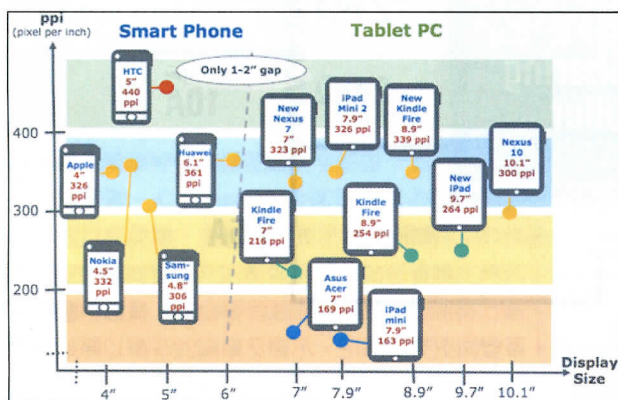 ppi
(pixel per inch)
Smart Phone
Tablet PC
Only 1-2” gap
HTC
5”
440
ppi
New
Nexus
7
7”
323 ppi
iPad
Mini 2
7.9”
326 ppi
New
Kindle
Fire
8.9”
339 ppi
Nexus
10
10.1”
300 ppi
400
Apple
4”
326
ppi
Huawei
6.1”
361
ppi
New
iPad
9.7”
264 ppi
300
Kindle
Fire
7”
216 ppi
Kindle
Fire
8.9”
254 ppi
Nokia
4.5”
332
ppi
Sam-
sung
4.8”
306
ppi
Asus
Acer
7”
169 ppi
iPad
mini
7.9”
163 ppi
200
Display
Size
4”
5”
6”
7”
7.9”
8.9”
9.7”
10.1”